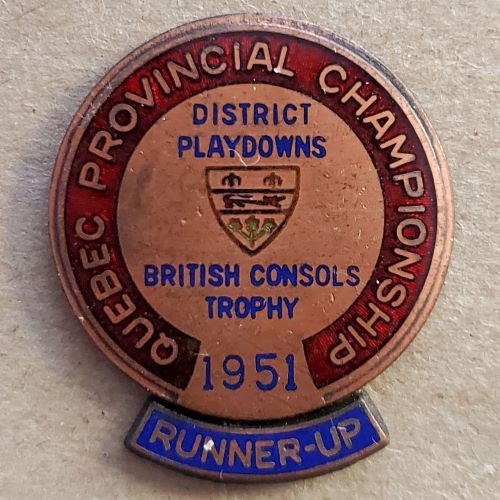 QUEBEC PROVINCIAL CHAMPIONSHIP
DISTRICT
PLAYDOWNS
BRITISH CONSOLS
TROPHY
1951
RUNNER-UP